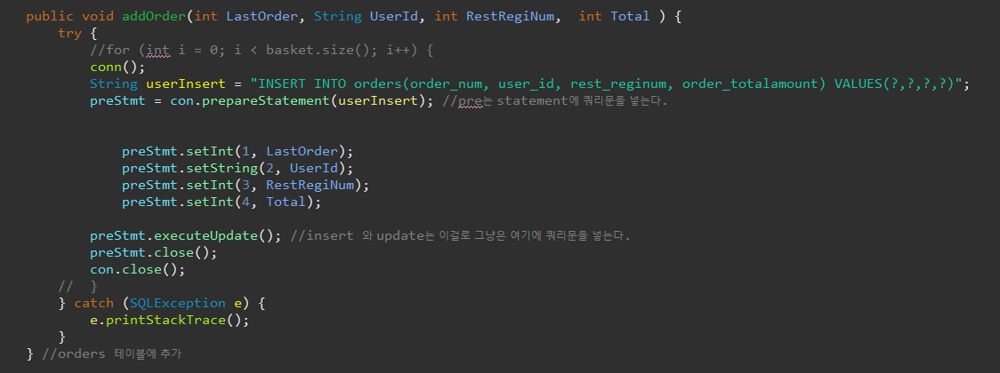 public void addOrder(int LastOrder, String UserId, int RestRegiNum,  int Total ) {
    try {
        //for (int i = 0; i < basket.size(); i++) {
        conn();
        String userInsert = "INSERT INTO orders(order_num, user_id, rest_reginum, order_totalamount) VALUES(?,?,?,?)";
        preStmt = con.prepareStatement(userInsert); //pre는 statement에 쿼리문을 넣는다.
            preStmt.setInt(1, LastOrder);
            preStmt.setString(2, UserId);
            preStmt.setInt(3, RestRegiNum);
            preStmt.setInt(4, Total);
        preStmt.executeUpdate(); //insert 와 update는 이걸로 그냥은 여기에 쿼리문을 넣는다.
        preStmt.close();
        con.close();
    //  }
    } catch (SQLException e) {
        e.printStackTrace();
    }
} //orders 테이블에 추가